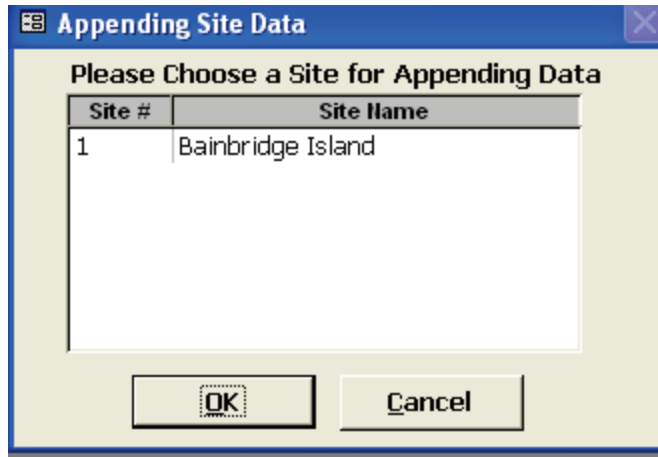 Appending Site Data
Please Choose a Site for Appending Data
Site # Site Name
1 Bainbridge Island
OK Cancel